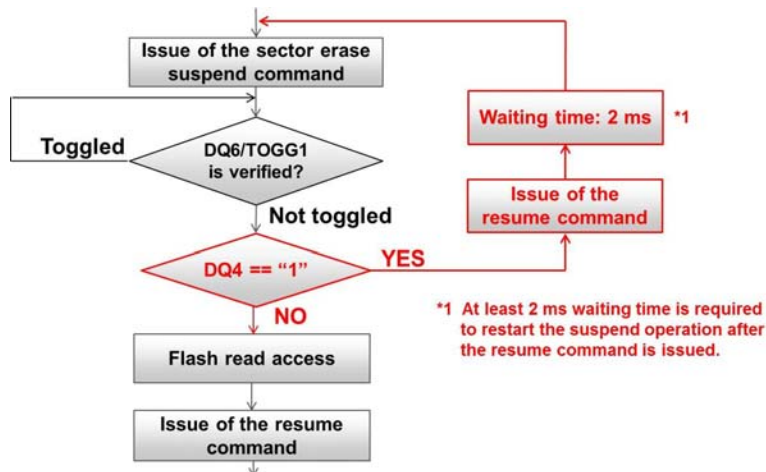 Issue of the sector erase
suspend command
Waiting time: 2 ms
*1
Toggled
DQ6/TOGG1
is verified?
Issue of the
resume command
Not toggled
DQ4 == “1”
YES
NO
*1 At least 2 ms waiting time is required
to restart the suspend operation after
the resume command is issued.
Flash read access
Issue of the resume
command